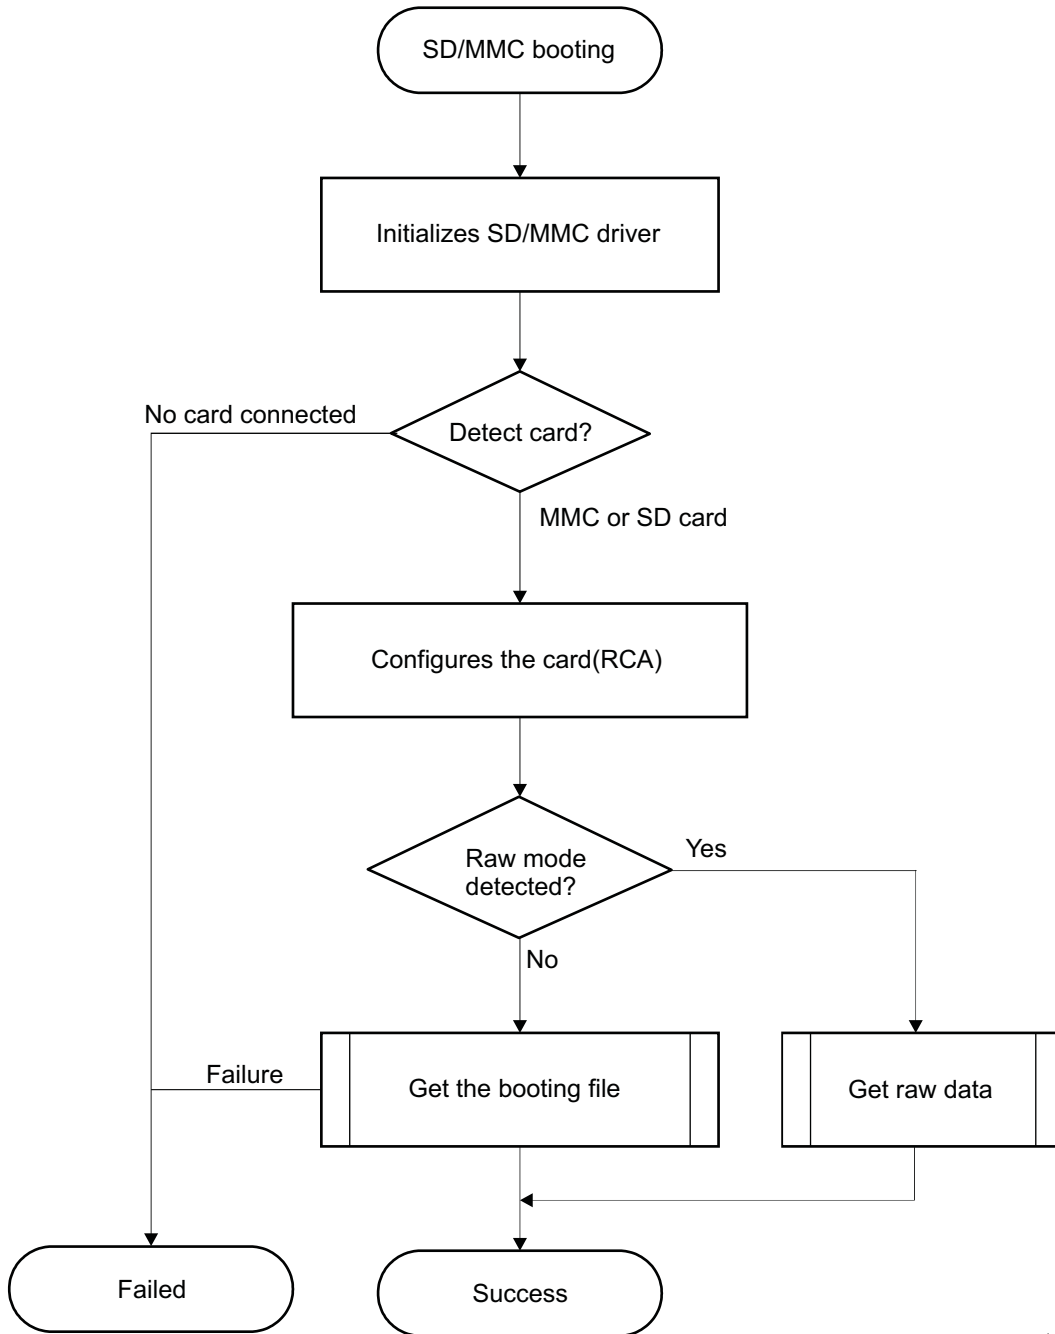 SD/MMC booting
Initializes SD/MMC driver
No card connected
Detect card?
MMC or SD card
Configures the card(RCA)
Raw mode
detected?
Yes
No
Failure
Get the booting file
Get raw data
Failed
Success